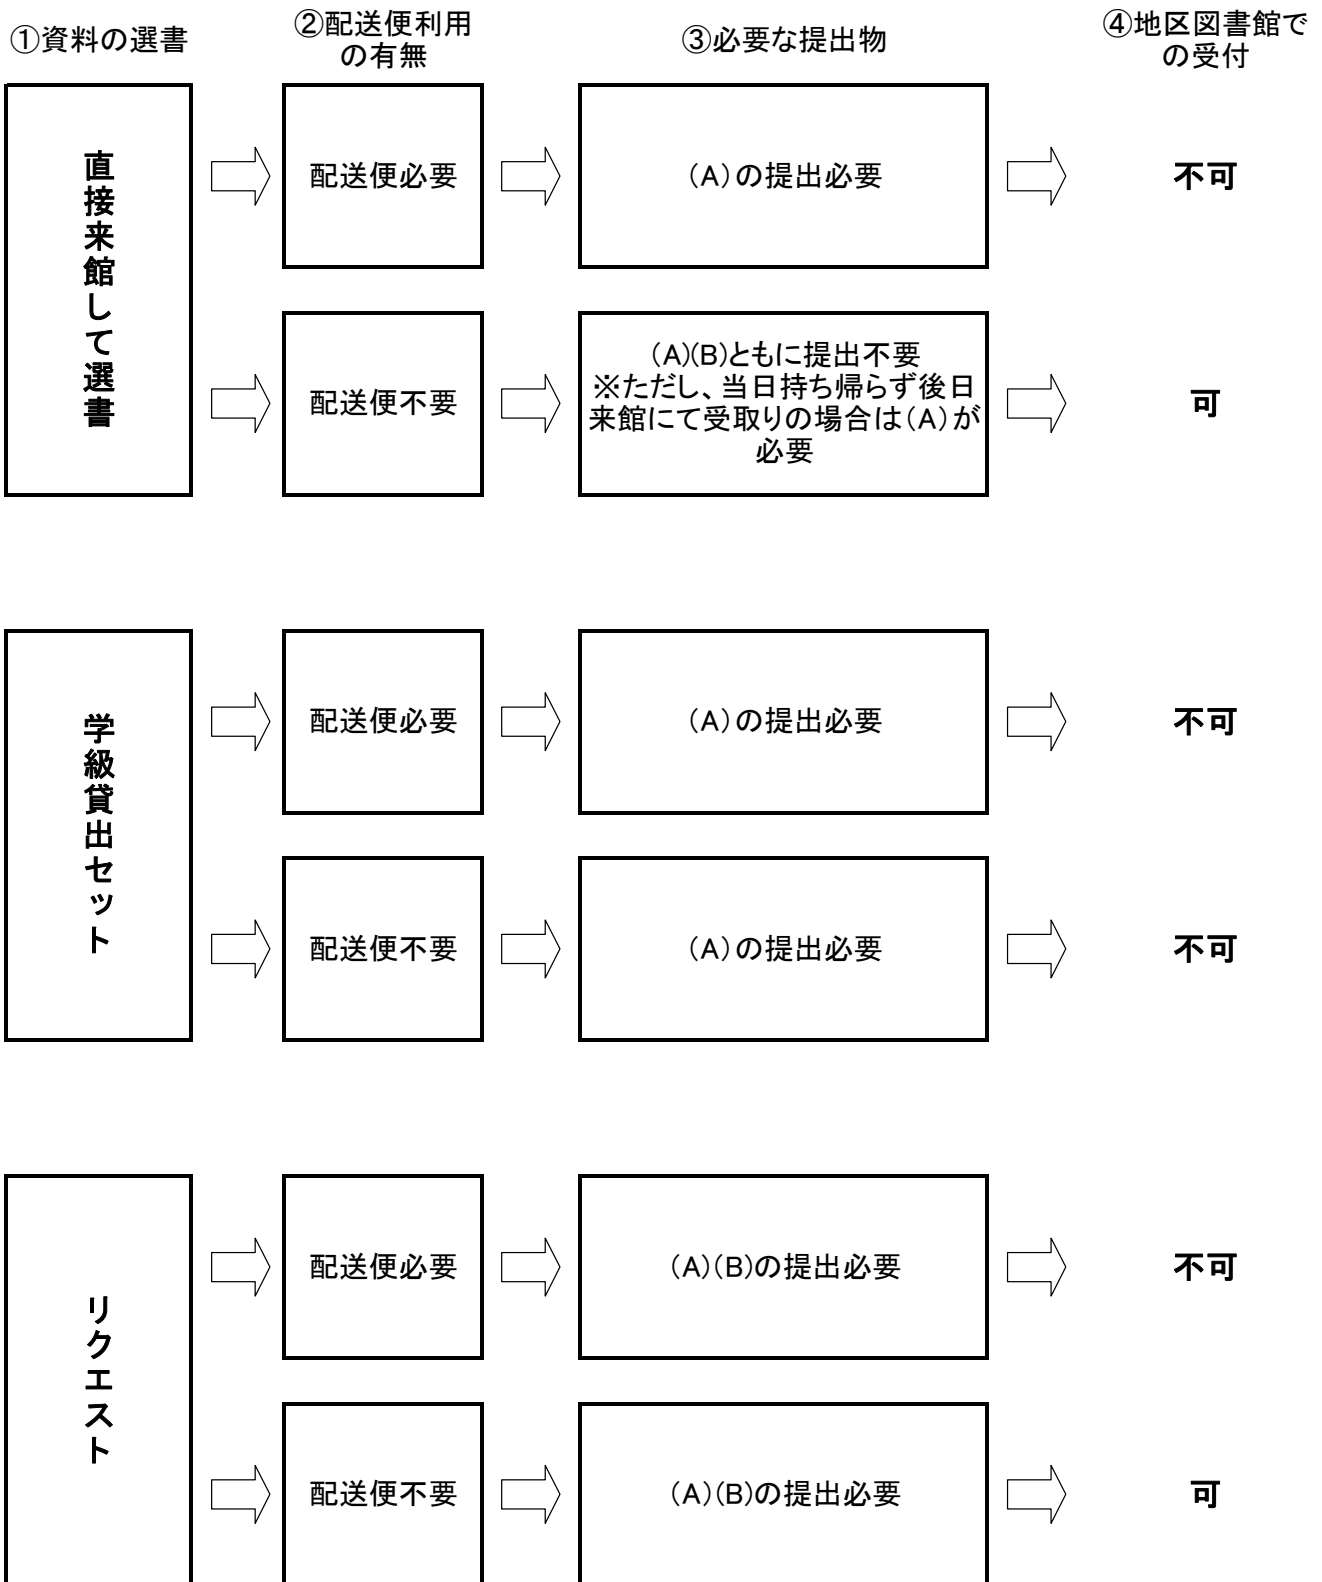 ①資料の選書
②配送便利用
の有無
③必要な提出物
④地区図書館で
の受付
直接来館して選書
配送便必要
(A)の提出必要
不可
配送便不要
(A)(B)ともに提出不要
※ただし、当日持ち帰らず後日
来館にて受取りの場合は(A)が
必要
可
学級貸出セット
配送便必要
(A)の提出必要
不可
配送便不要
(A)の提出必要
不可
リクエスト
配送便必要
(A)(B)の提出必要
不可
配送便不要
(A)(B)の提出必要
可